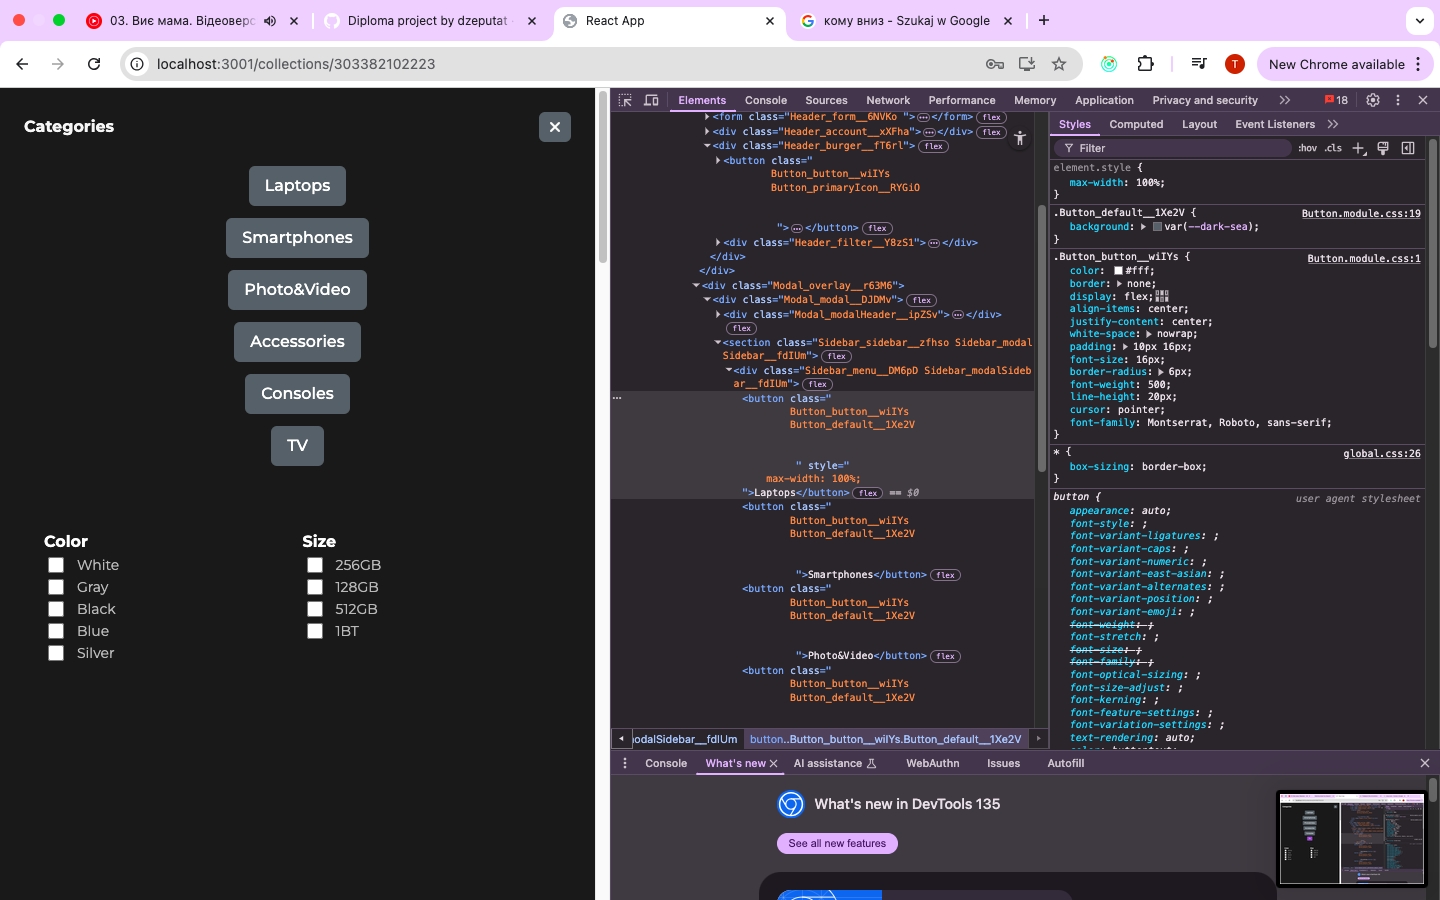 03. Виє мама. Відеоверс
Diploma project by dzeputat
React App
кому вниз - Szukaj w Google
localhost:3001/collections/303382102223
T
New Chrome available
Categories
Laptops
Smartphones
Photo&Video
Accessories
Consoles
TV
Color
White
Gray
Black
Blue
Silver
Size
256GB
128GB
512GB
1BT
Elements Console Sources Network Performance Memory Application Privacy and security 18
<form class="Header_form__6NVKo ">…</form> flex
<div class="Header_account__xXFha">…</div> flex
<div class="Header_burger__fT6rl"> flex
<button class="
Button_button__wiIYs
Button_primaryIcon__RYGiO
">…</button> flex
<div class="Header_filter__Y8zS1">…</div>
</div>
</div>
<div class="Modal_overlay__r63M6">
<div class="Modal_modal__DJDMv"> flex
<div class="Modal_modalHeader__ipZSv">…</div>
flex
<section class="Sidebar_sidebar__zfhso Sidebar_modal
Sidebar__fdIUm"> flex
<div class="Sidebar_menu__DM6pD Sidebar_modalSideb
ar__fdIUm"> flex
<button class="
Button_button__wiIYs
Button_default__1Xe2V
" style="
max-width: 100%;
">Laptops</button> flex == $0
<button class="
Button_button__wiIYs
Button_default__1Xe2V
">Smartphones</button> flex
<button class="
Button_button__wiIYs
Button_default__1Xe2V
">Photo&Video</button> flex
<button class="
Button_button__wiIYs
Button_default__1Xe2V
odalSidebar__fdIUm button..Button_button__wiIYs.Button_default__1Xe2V
Styles Computed Layout Event Listeners
Filter :hov .cls
element.style {
max-width: 100%;
}
.Button_default__1Xe2V { Button.module.css:19
background: var(--dark-sea);
}
.Button_button__wiIYs { Button.module.css:1
color: #fff;
border: none;
display: flex;
align-items: center;
justify-content: center;
white-space: nowrap;
padding: 10px 16px;
font-size: 16px;
border-radius: 6px;
font-weight: 500;
line-height: 20px;
cursor: pointer;
font-family: Montserrat, Roboto, sans-serif;
}
* { global.css:26
box-sizing: border-box;
}
button { user agent stylesheet
appearance: auto;
font-style: ;
font-variant-ligatures: ;
font-variant-caps: ;
font-variant-numeric: ;
font-variant-east-asian: ;
font-variant-alternates: ;
font-variant-position: ;
font-variant-emoji: ;
font-weight: ;
font-stretch: ;
font-size: ;
font-family: ;
font-optical-sizing: ;
font-size-adjust: ;
font-kerning: ;
font-feature-settings: ;
font-variation-settings: ;
text-rendering: auto;
Console What's new AI assistance WebAuthn Issues Autofill
What's new in DevTools 135
See all new features